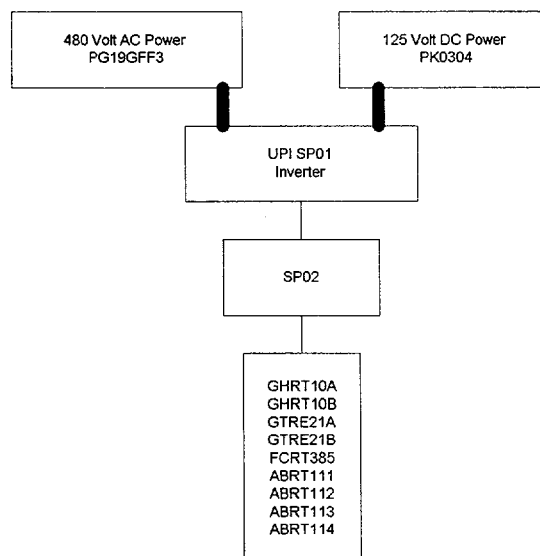 480 Volt AC Power
PG19GFF3
125 Volt DC Power
PK0304
UPI SP01
Inverter
SP02
GHRT10A
GHRT10B
GTRE21A
GTRE21B
FCRT385
ABRT111
ABRT112
ABRT113
ABRT114